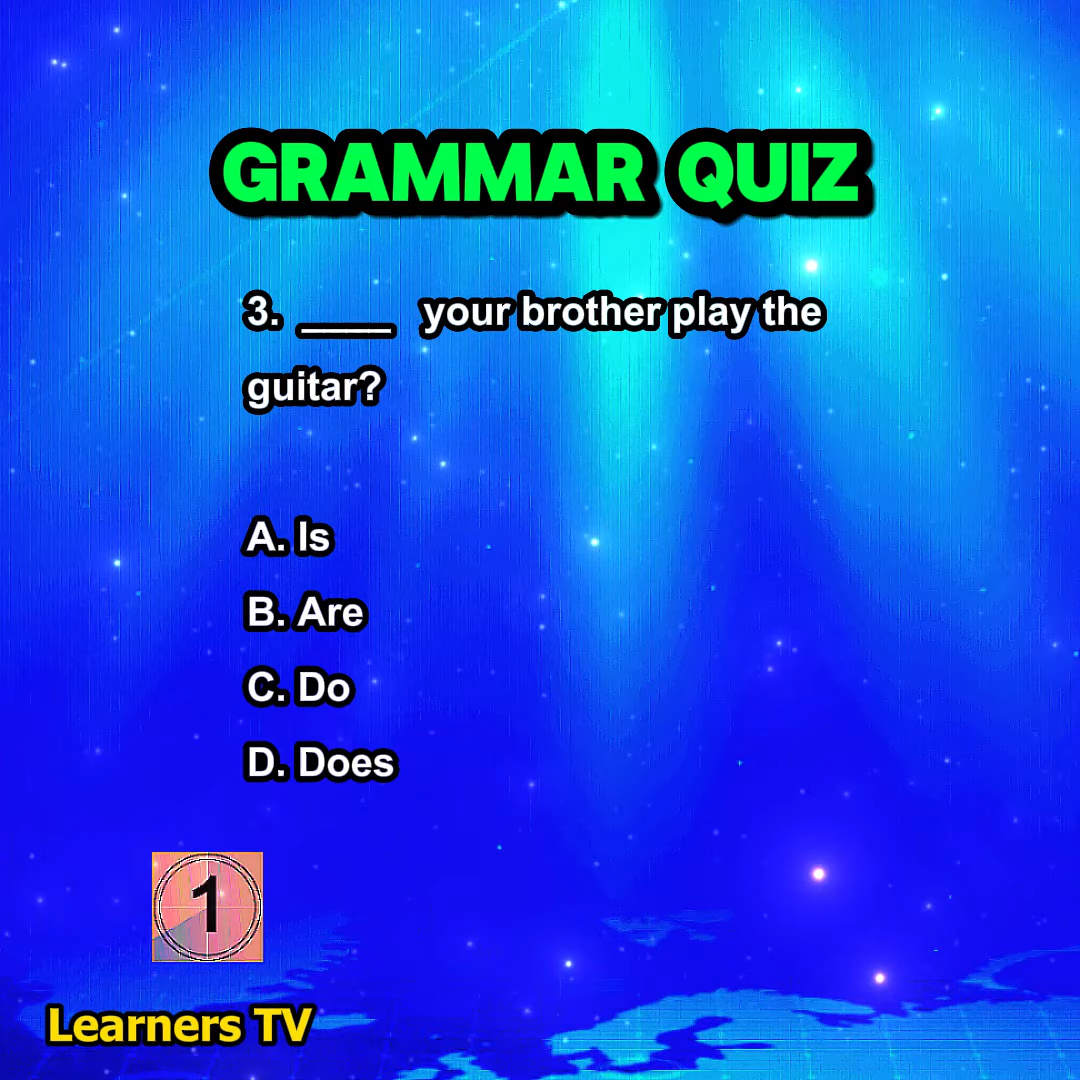 GRAMMAR QUIZ
3. ____ your brother play the
guitar?
A. Is
B. Are
C. Do
D. Does
1
Learners TV